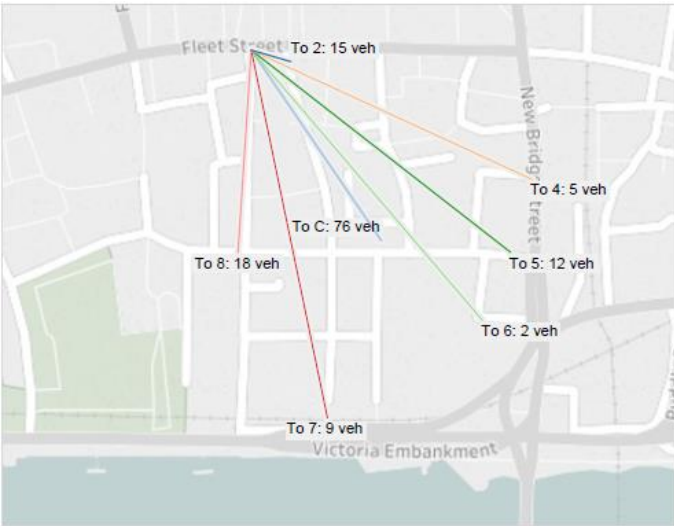 F
Fleet Street
To 2: 15 veh
New Bridge Street
To 4: 5 veh
To C: 76 veh
To 8: 18 veh
To 5: 12 veh
To 6: 2 veh
To 7: 9 veh
Victoria Embankment